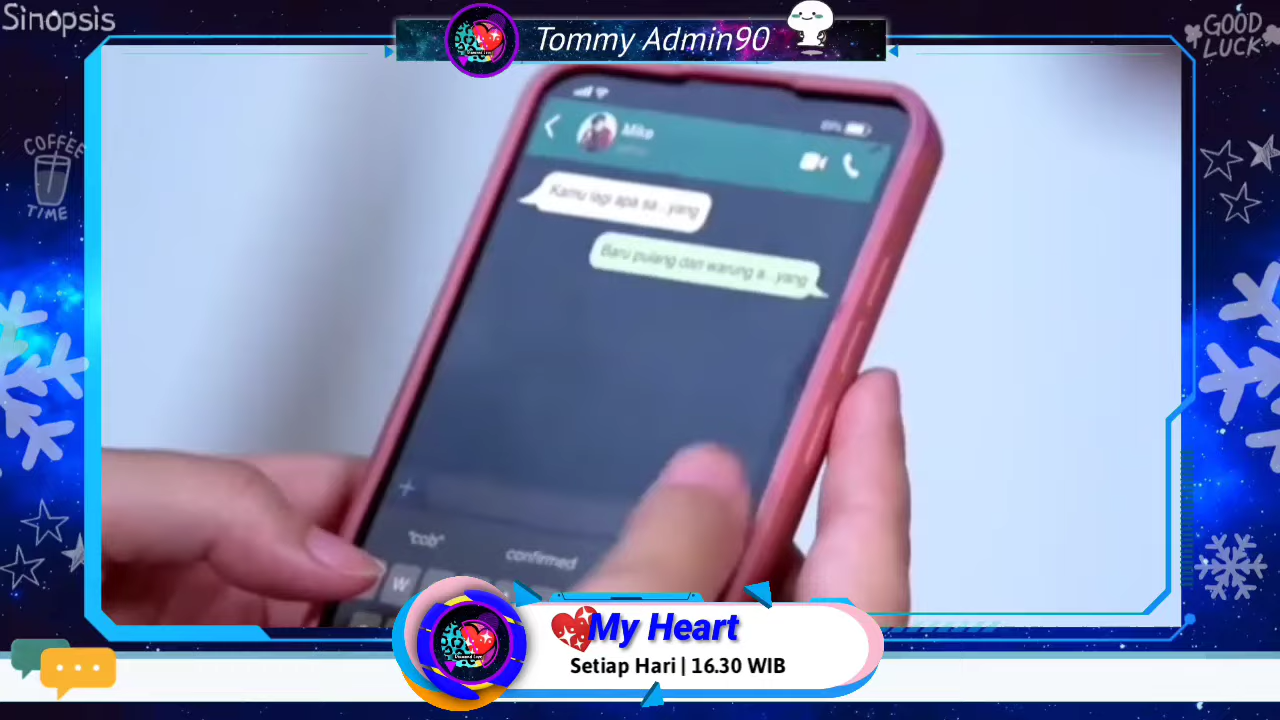 Sinopsis
Tommy Admin90
GOOD
LUCK
COFFEE
TIME
Mike
Kamu lagi apa sa.. yang
Baru pulang dari warung a.. yang
"cob"
confirmed
W
My Heart
Setiap Hari | 16.30 WIB